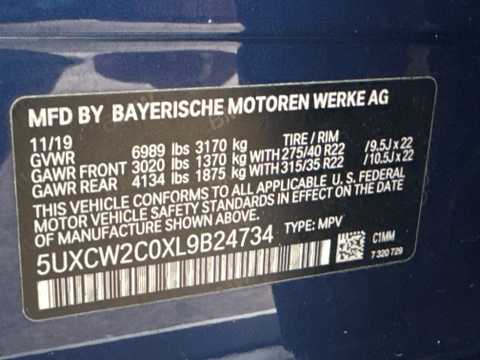 MFD BY BAYERISCHE MOTOREN WERKE AG
11/19
GVWR 6989 lbs 3170 kg TIRE / RIM
GAWR FRONT 3020 lbs 1370 kg WITH 275/40 R22 / 9.5J x 22
GAWR REAR 4134 lbs 1875 kg WITH 315/35 R22 / 10.5J x 22
THIS VEHICLE CONFORMS TO ALL APPLICABLE U. S. FEDERAL
MOTOR VEHICLE SAFETY STANDARDS IN EFFECT ON THE
DATE OF MANUFACTURE SHOWN ABOVE.
5UXCW2C0XL9B24734 TYPE: MPV
C1MM
7 320 729